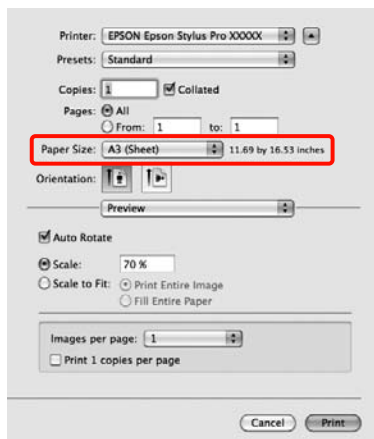 Printer: EPSON Epson Stylus Pro XXXXX
Presets: Standard
Copies: 1 Collated
Pages: All
From: 1 to: 1
Paper Size: A3 (Sheet) 11.69 by 16.53 inches
Orientation:
Preview
Auto Rotate
Scale: 70 %
Scale to Fit: Print Entire Image
Fill Entire Paper
Images per page: 1
Print 1 copies per page
Cancel Print